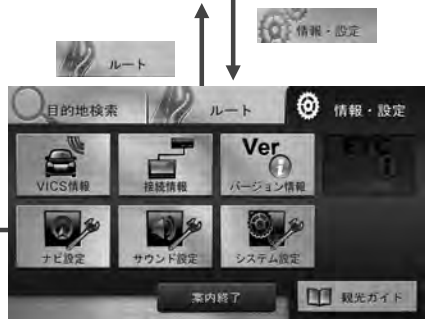 情報・設定
ルート
目的地検索
ルート
情報・設定
Ver
ETC
VICS情報
接続情報
バージョン情報
ナビ設定
サウンド設定
システム設定
案内終了
観光ガイド